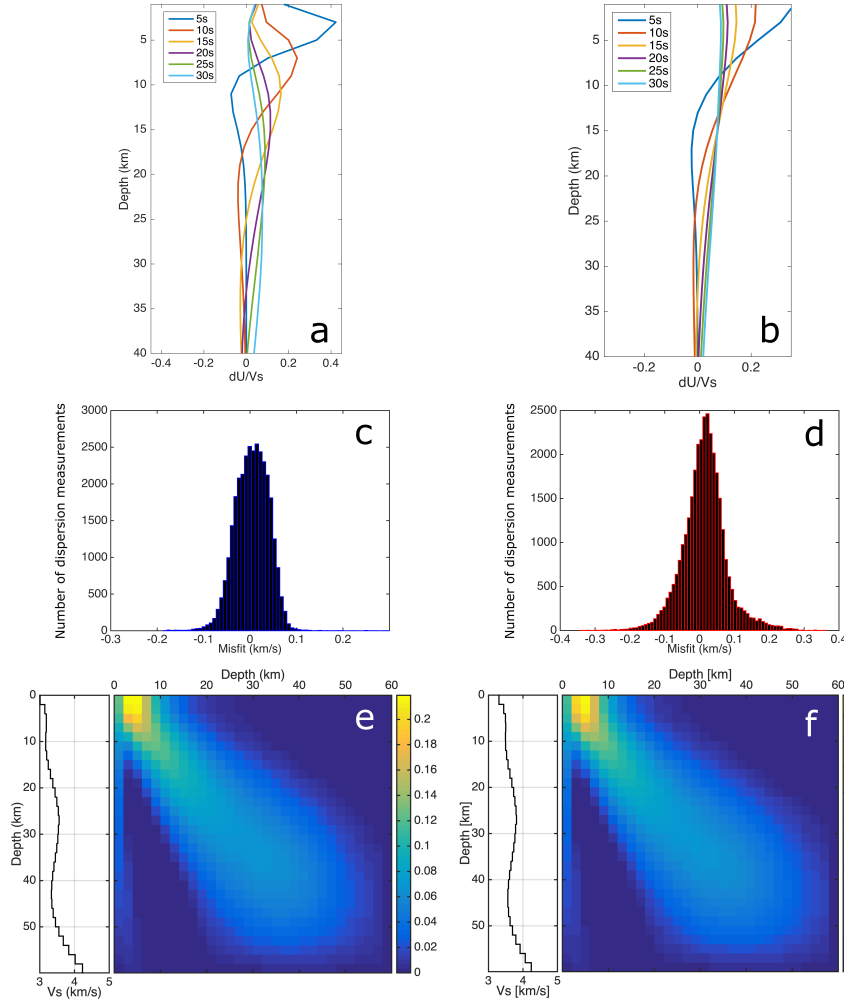 5s
10s
15s
20s
25s
30s
5
10
15
20
25
30
35
40
Depth (km)
-0.4 -0.2 0 0.2 0.4
dU/Vs
a
5s
10s
15s
20s
25s
30s
5
10
15
20
25
30
35
40
Depth (km)
-0.2 0 0.2
dU/Vs
b
3000
2500
2000
1500
1000
500
0
Number of dispersion measurements
-0.3 -0.1 0 0.2
Misfit (km/s)
c
2500
2000
1500
1000
500
0
Number of dispersion measurements
-0.4 -0.3 -0.2 -0.1 0 0.1 0.2 0.3 0.4
Misfit (km/s)
d
Depth (km)
0 10 20 30 40 50 60
0
10
20
30
40
50
Depth (km)
3 4 5
Vs (km/s)
e
0.2
0.18
0.16
0.14
0.12
0.1
0.08
0.06
0.04
0.02
0
Depth [km]
0 10 20 30 40 50 60
0
10
20
30
40
50
Depth [km]
3 4 5
Vs [km/s]
f